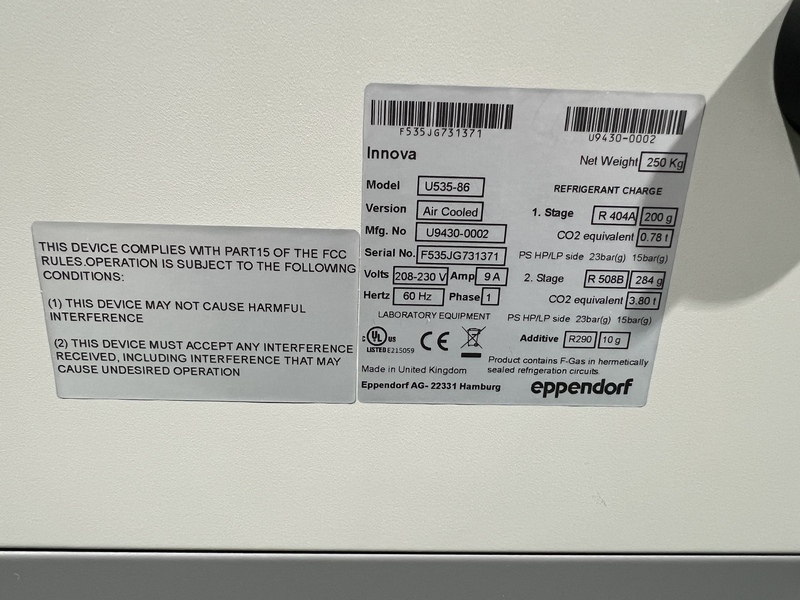 THIS DEVICE COMPLIES WITH PART15 OF THE FCC
RULES.OPERATION IS SUBJECT TO THE FOLLOWING
CONDITIONS:
(1) THIS DEVICE MAY NOT CAUSE HARMFUL
INTERFERENCE
(2) THIS DEVICE MUST ACCEPT ANY INTERFERENCE
RECEIVED, INCLUDING INTERFERENCE THAT MAY
CAUSE UNDESIRED OPERATION
F535JG731371
U9430-0002
Innova
Net Weight 250 Kg
Model U535-86
Version Air Cooled
Mfg. No U9430-0002
Serial No. F535JG731371
Volts 208-230 V Amp 9 A
Hertz 60 Hz Phase 1
LABORATORY EQUIPMENT
C UL US
LISTED E215059
CE
Made in United Kingdom
Eppendorf AG- 22331 Hamburg
REFRIGERANT CHARGE
1. Stage R 404A 200 g
CO2 equivalent 0.78 t
PS HP/LP side 23bar(g) 15bar(g)
2. Stage R 508B 284 g
CO2 equivalent 3.80 t
PS HP/LP side 23bar(g) 15bar(g)
Additive R290 10 g
Product contains F-Gas in hermetically
sealed refrigeration circuits.
eppendorf